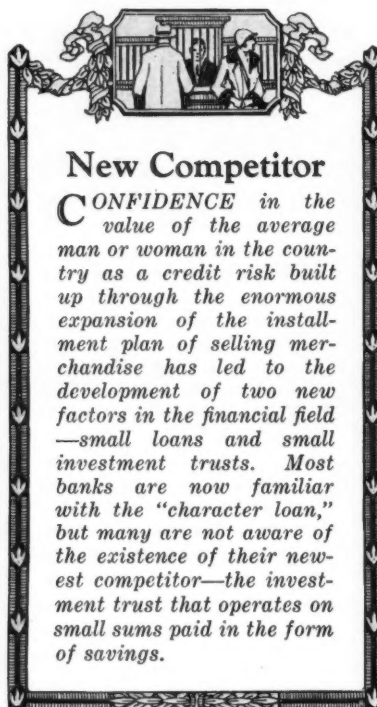 New Competitor
CONFIDENCE in the
value of the average
man or woman in the coun-
try as a credit risk built
up through the enormous
expansion of the install-
ment plan of selling mer-
chandise has led to the
development of two new
factors in the financial field
—small loans and small
investment trusts. Most
banks are now familiar
with the "character loan,"
but many are not aware of
the existence of their new-
est competitor—the invest-
ment trust that operates on
small sums paid in the form
of savings.